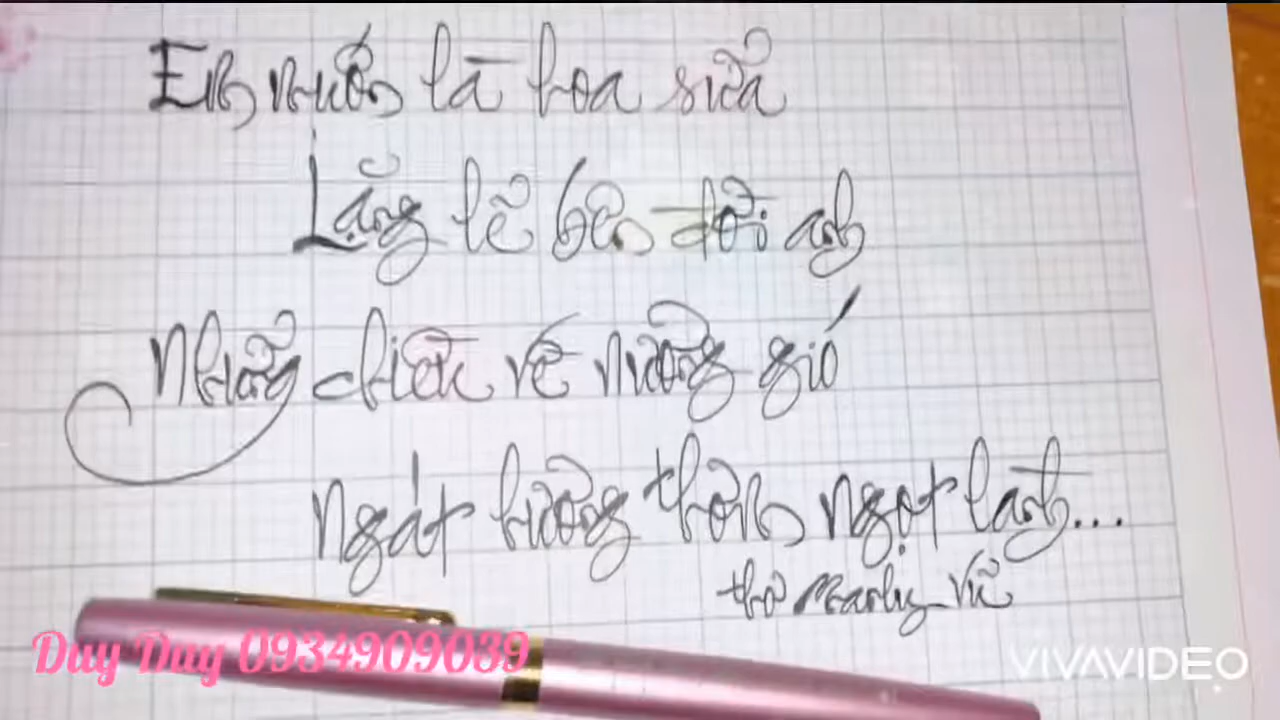 Em muốn là hoa sữa
Lặng lẽ bên đời anh
Những chiều về nương gió
Ngát hương thơm ngọt lành...
thơ Marly Vũ
Duy Duy 0934909039
VIVAVIDEO